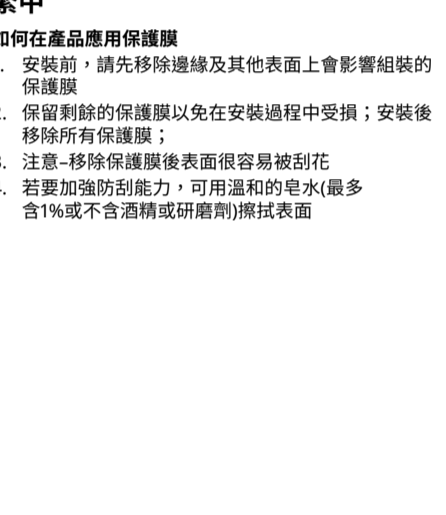 繁中
如何在產品應用保護膜
. 安裝前，請先移除邊緣及其他表面上會影響組裝的
保護膜
2. 保留剩餘的保護膜以免在安裝過程中受損；安裝後
移除所有保護膜；
3. 注意–移除保護膜後表面很容易被刮花
. 若要加強防刮能力，可用溫和的皂水(最多
含1%或不含酒精或研磨劑)擦拭表面